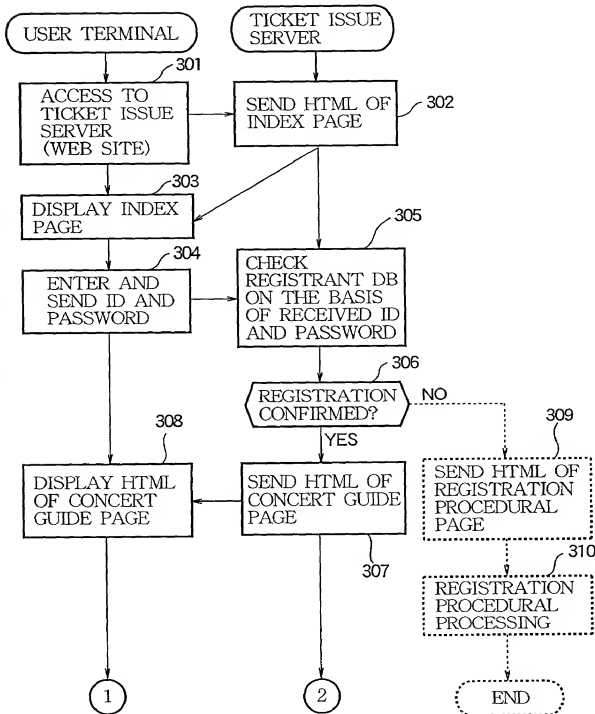 USER TERMINAL
TICKET ISSUE
SERVER
301
ACCESS TO
TICKET ISSUE
SERVER
(WEB SITE)
SEND HTML OF
INDEX PAGE
302
303
DISPLAY INDEX
PAGE
304
ENTER AND
SEND ID AND
PASSWORD
305
CHECK
REGISTRANT DB
ON THE BASIS
OF RECEIVED ID
AND PASSWORD
306
REGISTRATION
CONFIRMED?
NO
YES
308
DISPLAY HTML
OF CONCERT
GUIDE PAGE
SEND HTML OF
CONCERT GUIDE
PAGE
307
309
SEND HTML OF
REGISTRATION
PROCEDURAL
PAGE
310
REGISTRATION
PROCEDURAL
PROCESSING
1
2
END